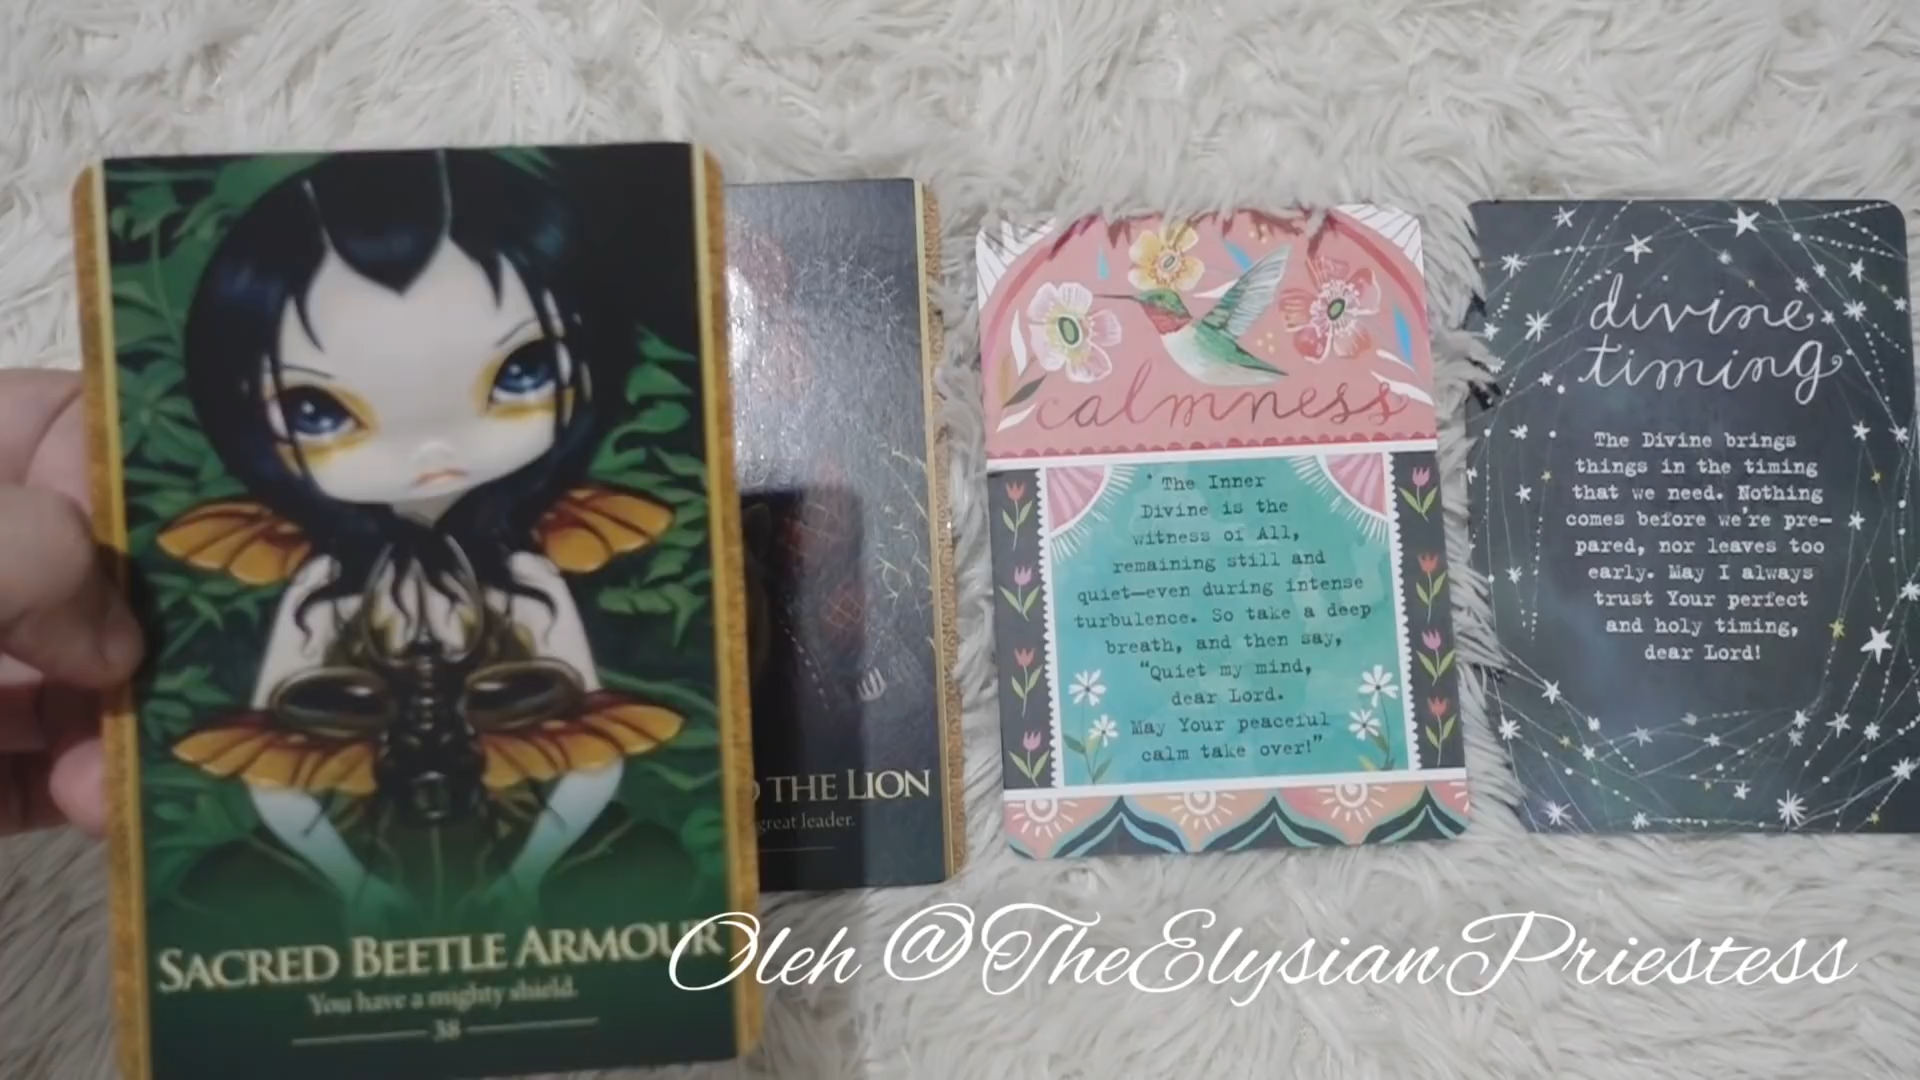 SACRED BEETLE ARMOUR
You have a mighty shield.
38
THE LION
great leader.
calmness
The Inner
Divine is the
witness of All,
remaining still and
quiet—even during intense
turbulence. So take a deep
breath, and then say,
“Quiet my mind,
dear Lord.
May Your peaceful
calm take over!”
divine
timing
The Divine brings
things in the timing
that we need. Nothing
comes before we're pre-
pared, nor leaves too
early. May I always
trust Your perfect
and holy timing,
dear Lord!
Oleh @TheElysianPriestess